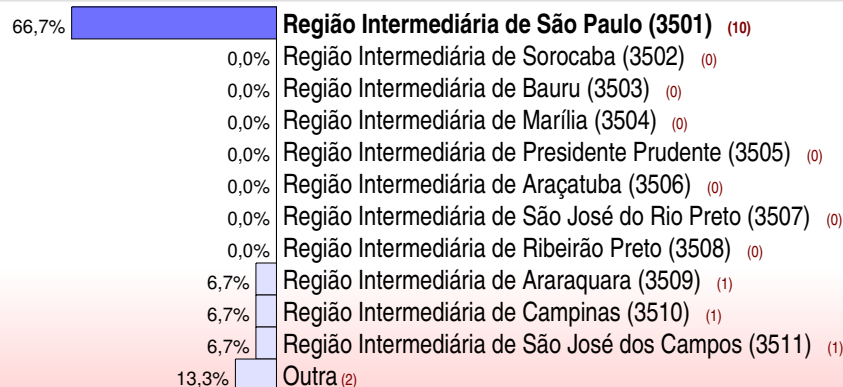 66,7% Região Intermediária de São Paulo (3501) (10)
0,0% Região Intermediária de Sorocaba (3502) (0)
0,0% Região Intermediária de Bauru (3503) (0)
0,0% Região Intermediária de Marília (3504) (0)
0,0% Região Intermediária de Presidente Prudente (3505) (0)
0,0% Região Intermediária de Araçatuba (3506) (0)
0,0% Região Intermediária de São José do Rio Preto (3507) (0)
0,0% Região Intermediária de Ribeirão Preto (3508) (0)
6,7% Região Intermediária de Araraquara (3509) (1)
6,7% Região Intermediária de Campinas (3510) (1)
6,7% Região Intermediária de São José dos Campos (3511) (1)
13,3% Outra (2)